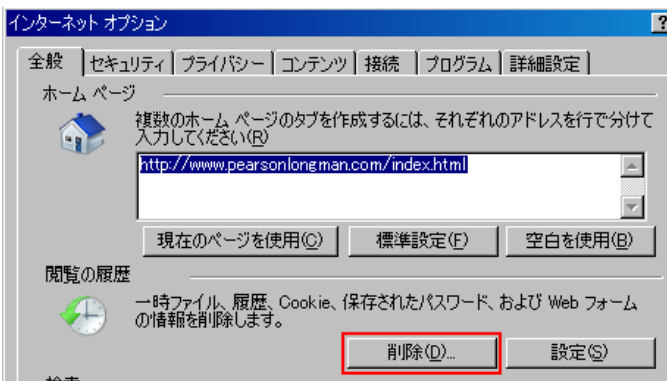 インターネット オプション ?
全般 セキュリティ プライバシー コンテンツ 接続 プログラム 詳細設定
ホーム ページ
複数のホーム ページのタブを作成するには、それぞれのアドレスを行で分けて
入力してください(R)
http://www.pearsonlongman.com/index.html
現在のページを使用(C) 標準設定(F) 空白を使用(B)
閲覧の履歴
一時ファイル、履歴、Cookie、保存されたパスワード、および Web フォーム
の情報を削除します。
削除(D)... 設定(S)